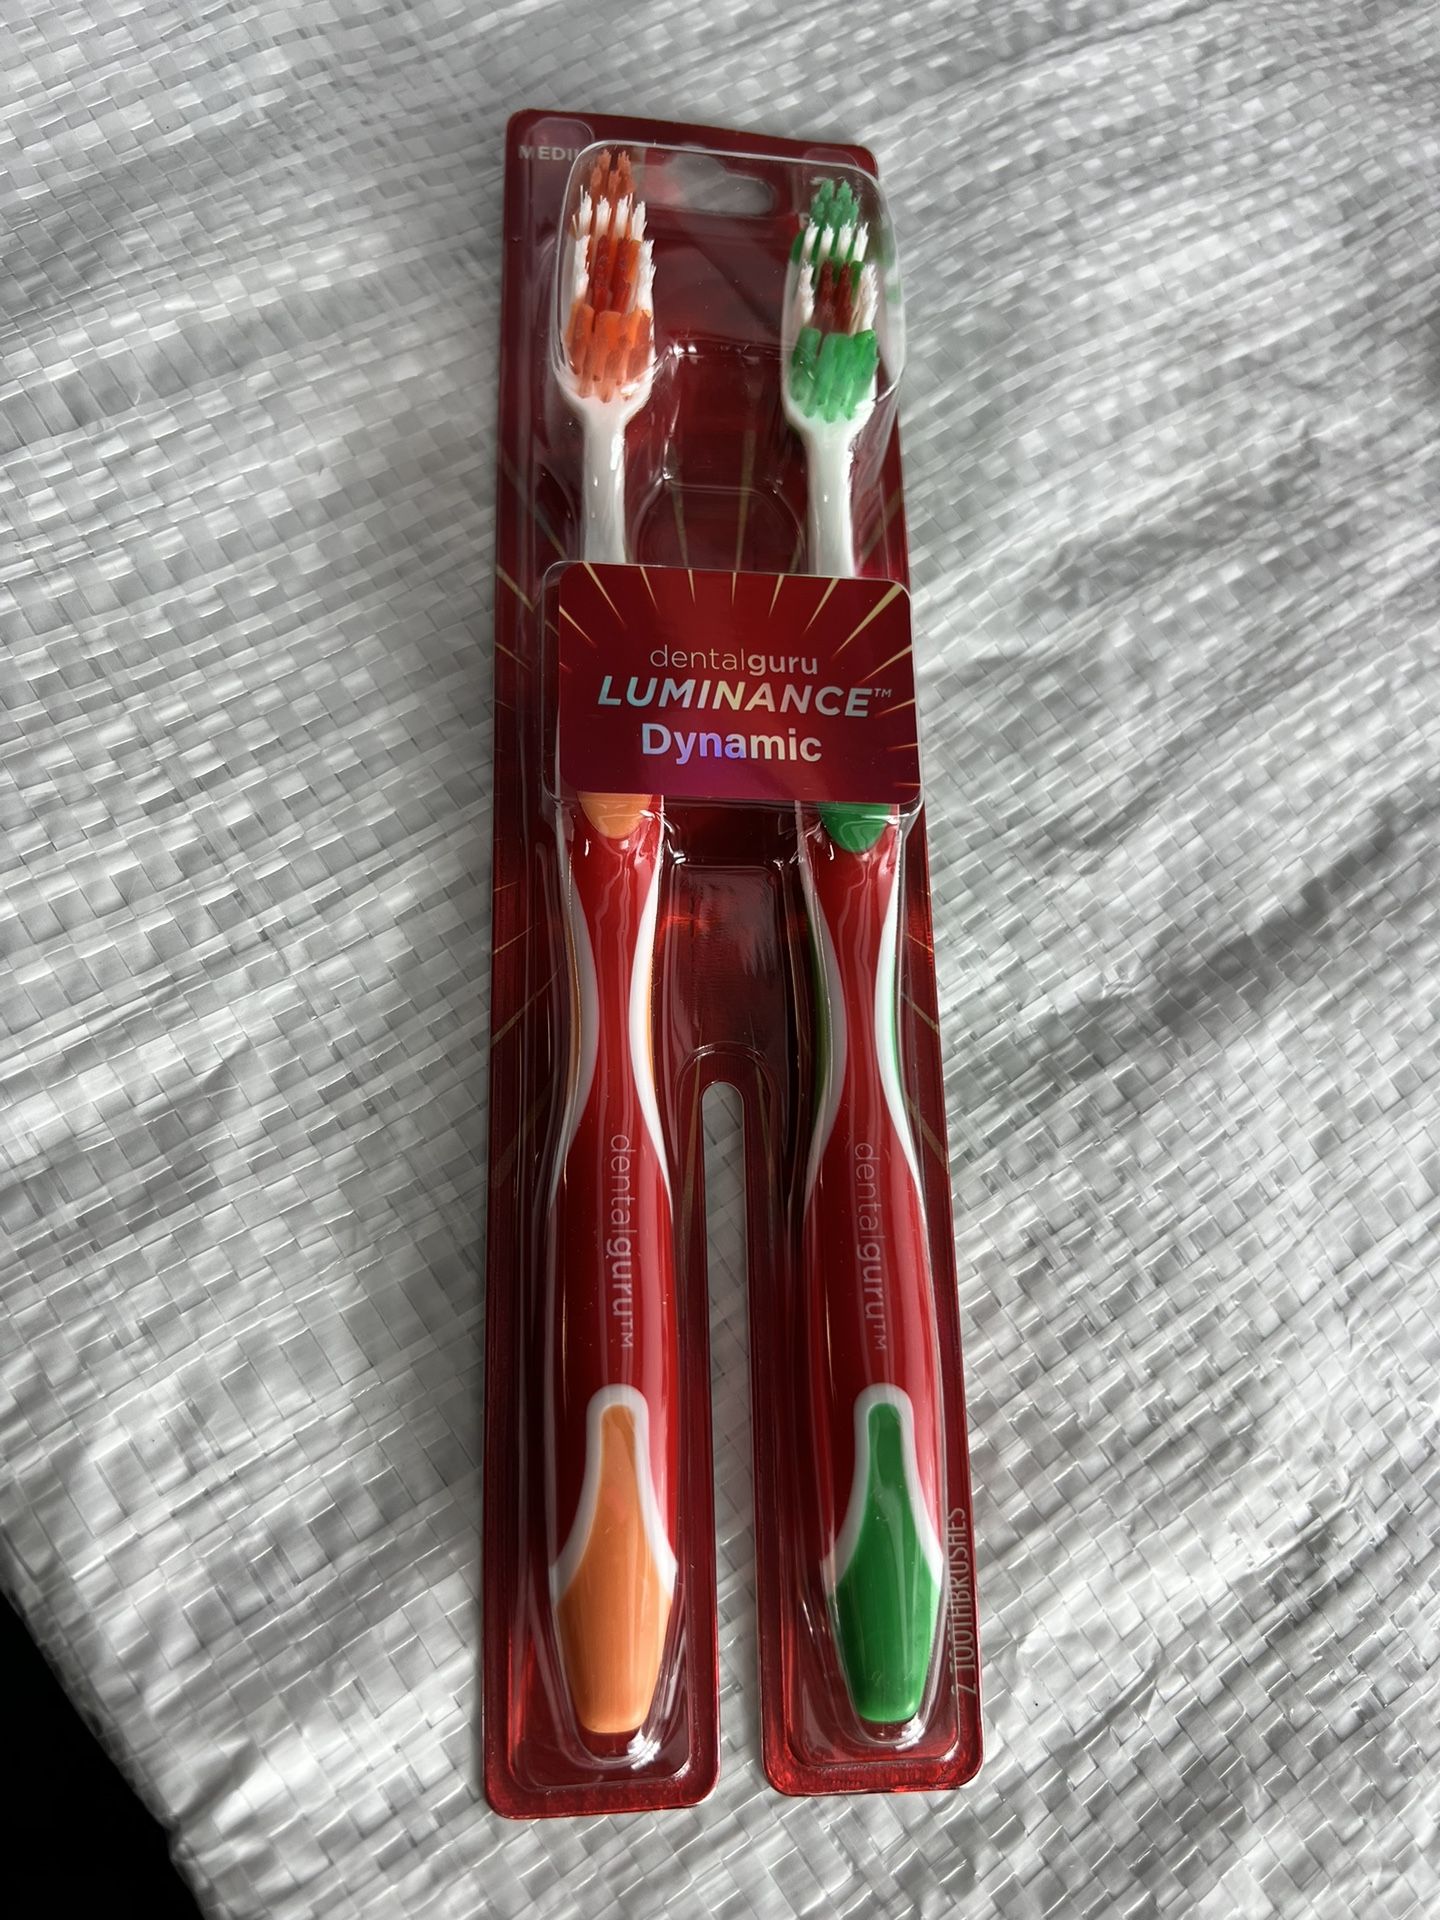 dentalguru
LUMINANCE™
Dynamic
dentalguru™
dentalguru™
2 TOOTHBRUSHES